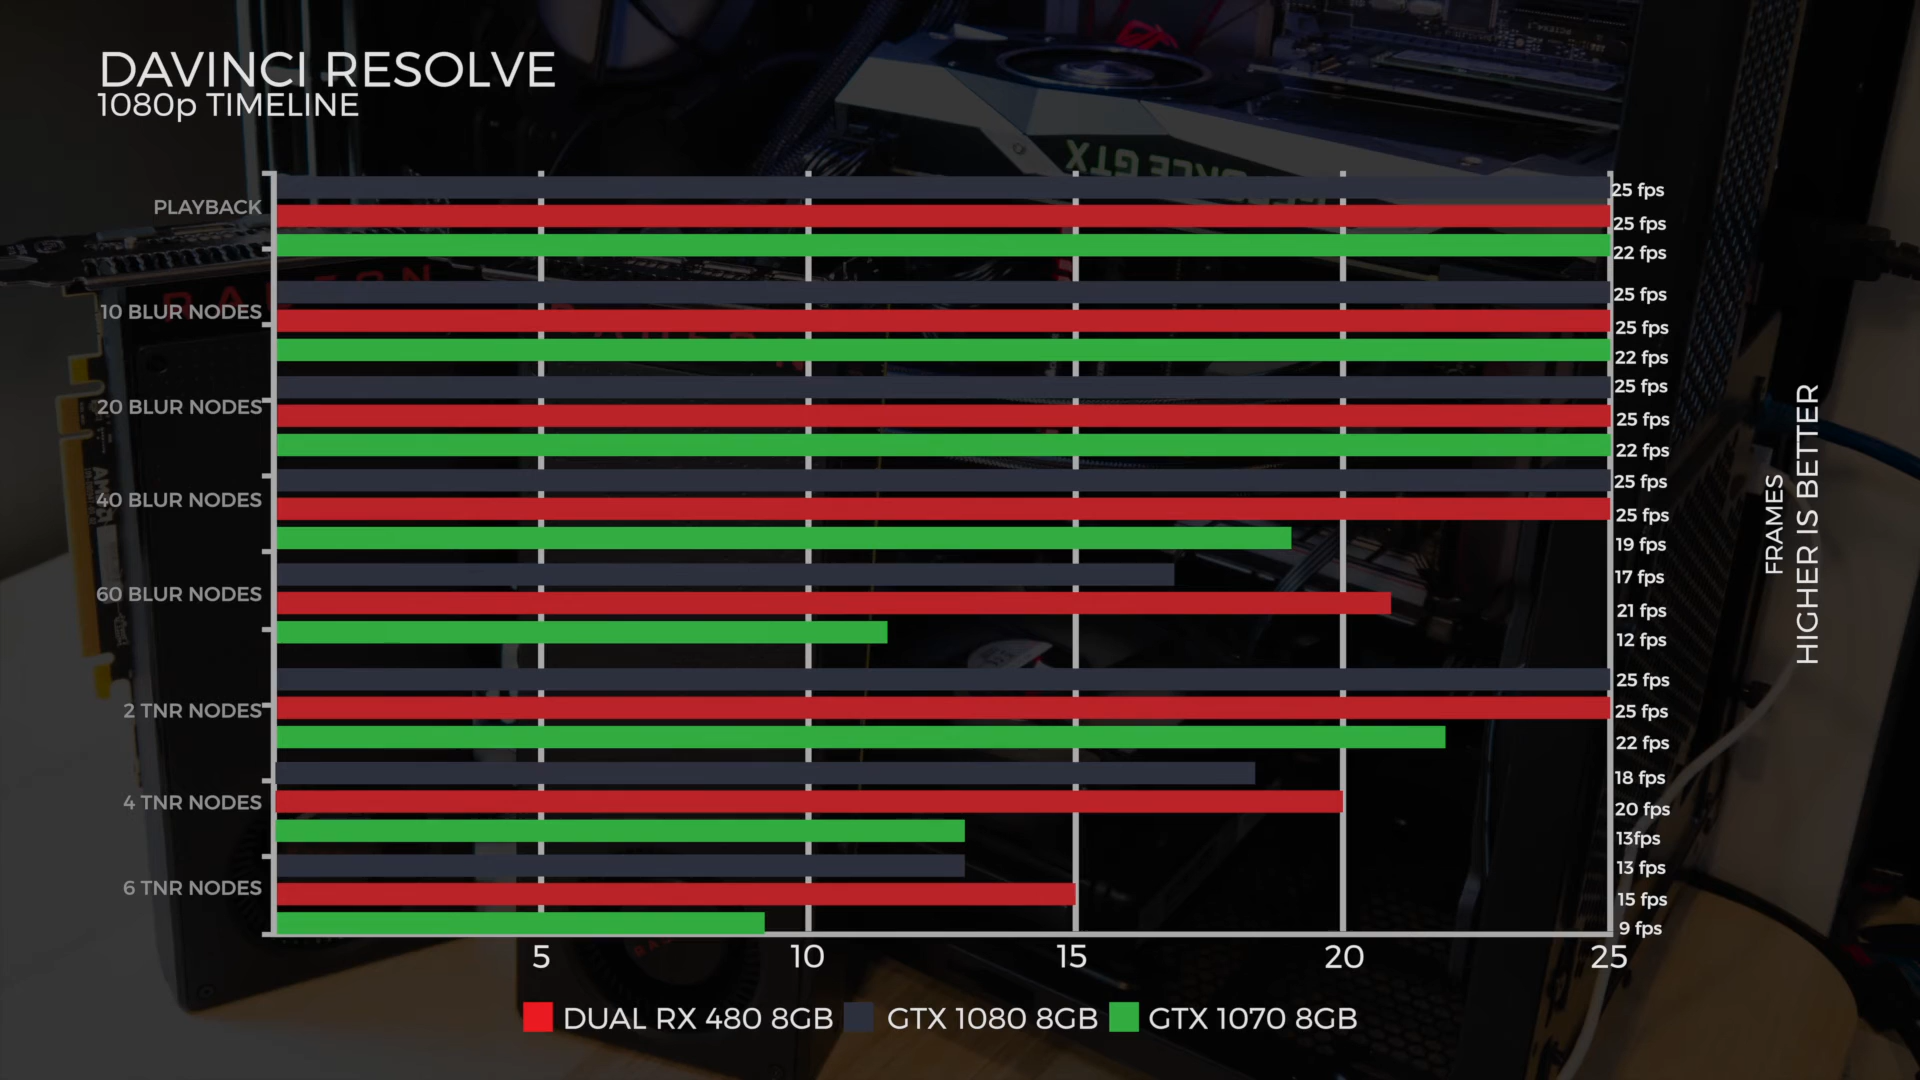 DAVINCI RESOLVE
1080p TIMELINE
PLAYBACK
25 fps
25 fps
22 fps
10 BLUR NODES
25 fps
25 fps
22 fps
20 BLUR NODES
25 fps
25 fps
22 fps
40 BLUR NODES
25 fps
25 fps
19 fps
60 BLUR NODES
17 fps
21 fps
12 fps
2 TNR NODES
25 fps
25 fps
22 fps
4 TNR NODES
18 fps
20 fps
13fps
6 TNR NODES
13 fps
15 fps
9 fps
5 10 15 20 25
FRAMES
HIGHER IS BETTER
DUAL RX 480 8GB GTX 1080 8GB GTX 1070 8GB
RADEON
AMD
GEFORCE GTX